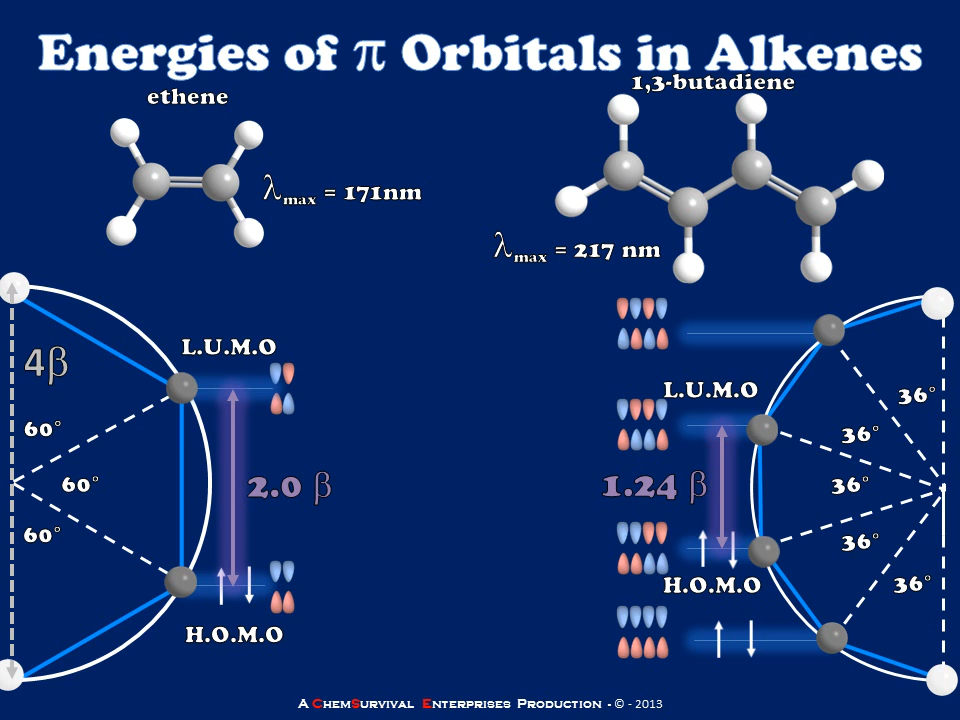 Energies of π Orbitals in Alkenes
ethene
1,3-butadiene
λmax = 171nm
λmax = 217 nm
4β
60°
60°
60°
L.U.M.O
2.0 β
H.O.M.O
L.U.M.O
1.24 β
H.O.M.O
36°
36°
36°
36°
36°
A ChemSurvival Enterprises Production - © - 2013